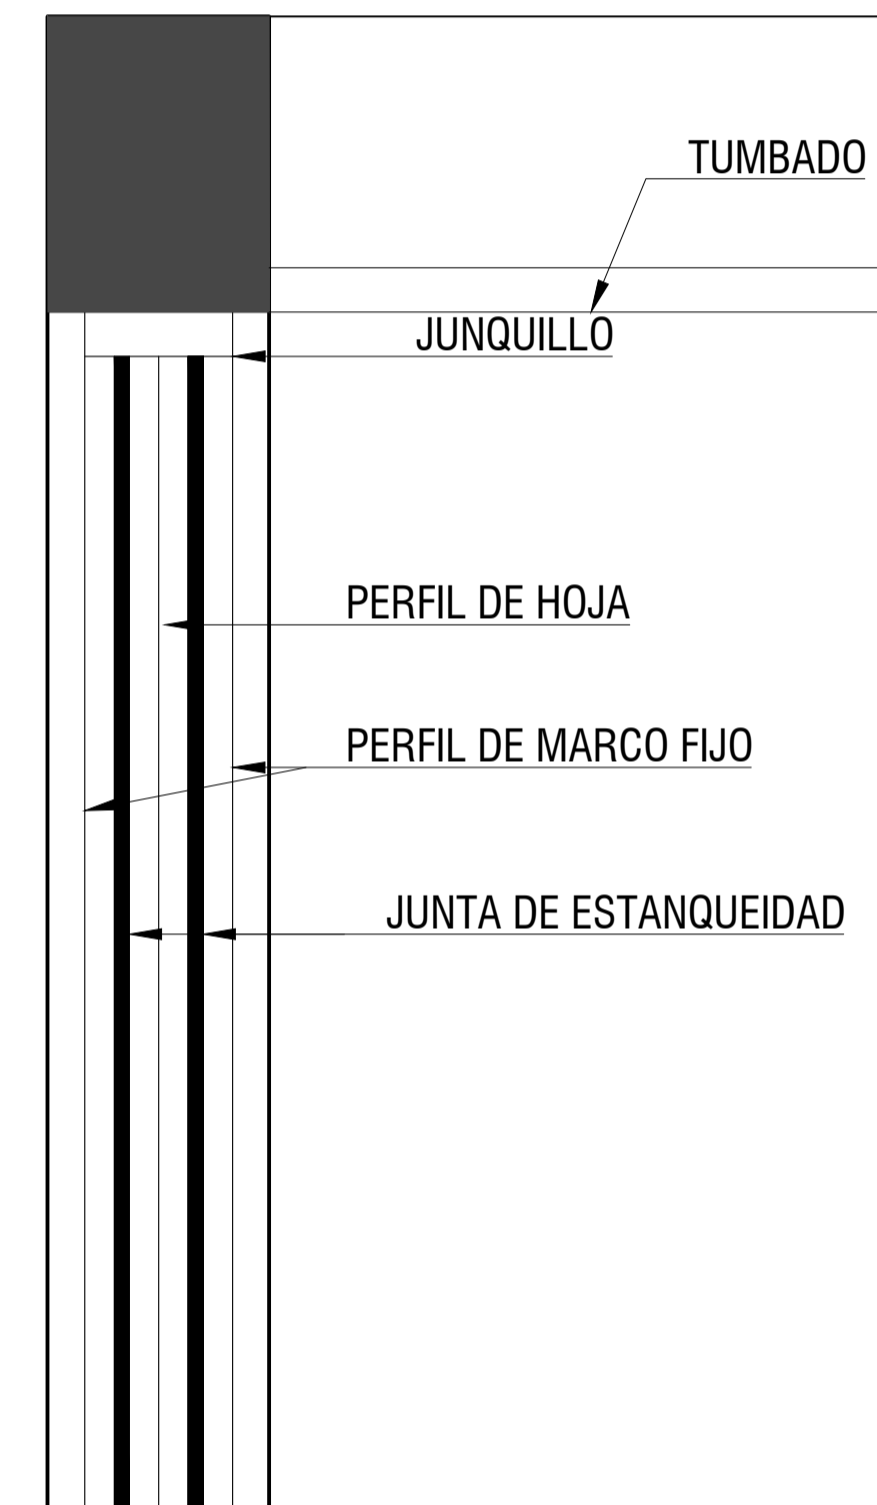 TUMBADO
JUNQUILLO
PERFIL DE HOJA
PERFIL DE MARCO FIJO
JUNTA DE ESTANQUEIDAD